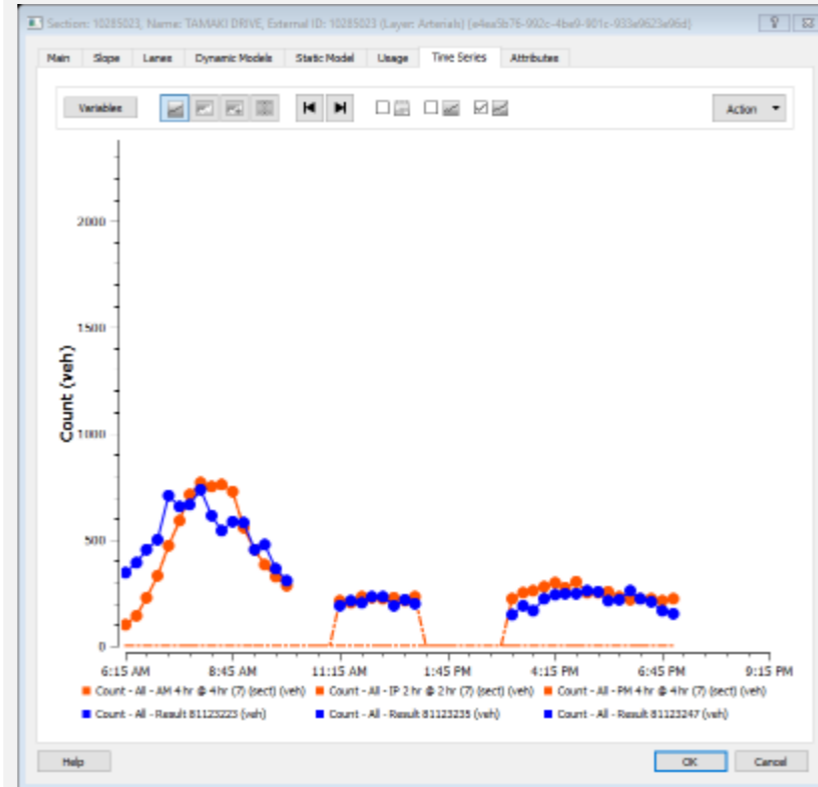 Section: 10285023, Name: TAMAKI DRIVE, External ID: 10285023 (Layer: Arterials) {e4ea5b76-992c-4be9-901c-933e9623e96d}
Main Slope Lanes Dynamic Models Static Model Usage Time Series Attributes
Variables Action
Count (veh)
2000
1500
1000
500
0
6:15 AM 8:45 AM 11:15 AM 1:45 PM 4:15 PM 6:45 PM 9:15 PM
Count - All - AM 4 hr @ 4 hr (7) (sect) (veh) Count - All - IP 2 hr @ 2 hr (7) (sect) (veh) Count - All - PM 4 hr @ 4 hr (7) (sect) (veh)
Count - All - Result 81123223 (veh) Count - All - Result 81123235 (veh) Count - All - Result 81123247 (veh)
Help OK Cancel